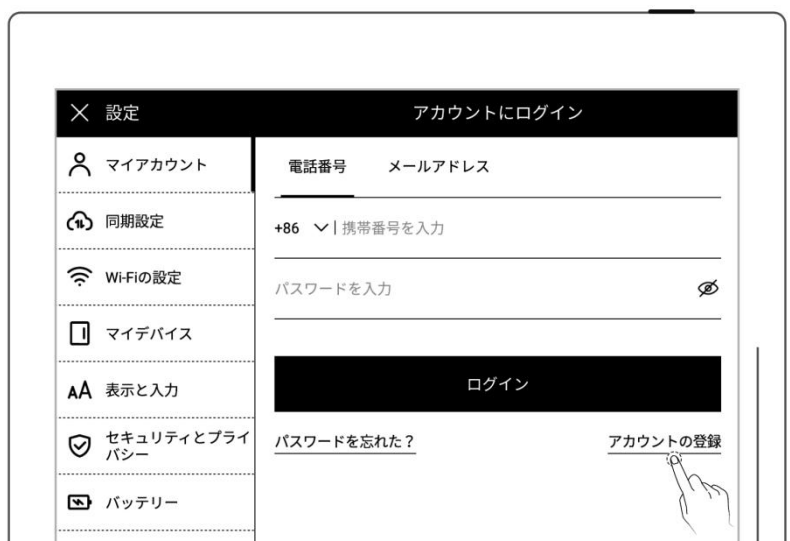 設定
アカウントにログイン
マイアカウント
同期設定
Wi-Fiの設定
マイデバイス
AA 表示と入力
セキュリティとプライ
バシー
バッテリー
電話番号 メールアドレス
+86 携帯番号を入力
パスワードを入力
ログイン
パスワードを忘れた？ アカウントの登録